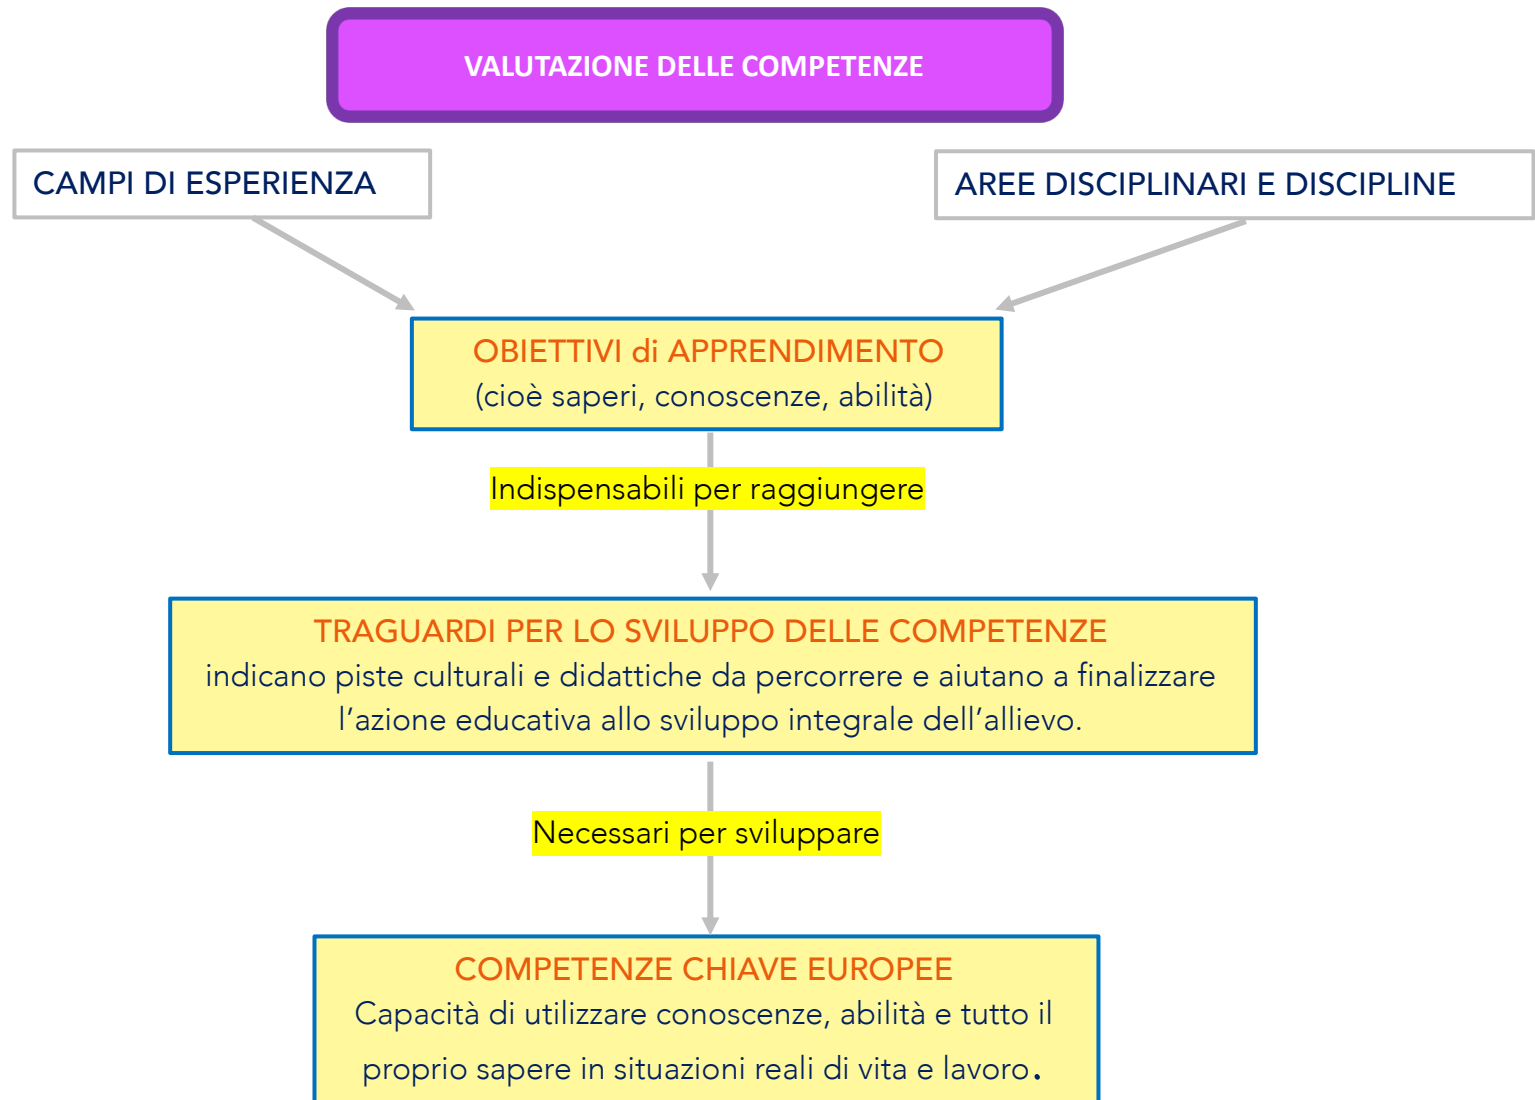 VALUTAZIONE DELLE COMPETENZE
CAMPI DI ESPERIENZA
AREE DISCIPLINARI E DISCIPLINE
OBIETTIVI di APPRENDIMENTO
(cioè saperi, conoscenze, abilità)
Indispensabili per raggiungere
TRAGUARDI PER LO SVILUPPO DELLE COMPETENZE
indicano piste culturali e didattiche da percorrere e aiutano a finalizzare
l’azione educativa allo sviluppo integrale dell’allievo.
Necessari per sviluppare
COMPETENZE CHIAVE EUROPEE
Capacità di utilizzare conoscenze, abilità e tutto il
proprio sapere in situazioni reali di vita e lavoro.